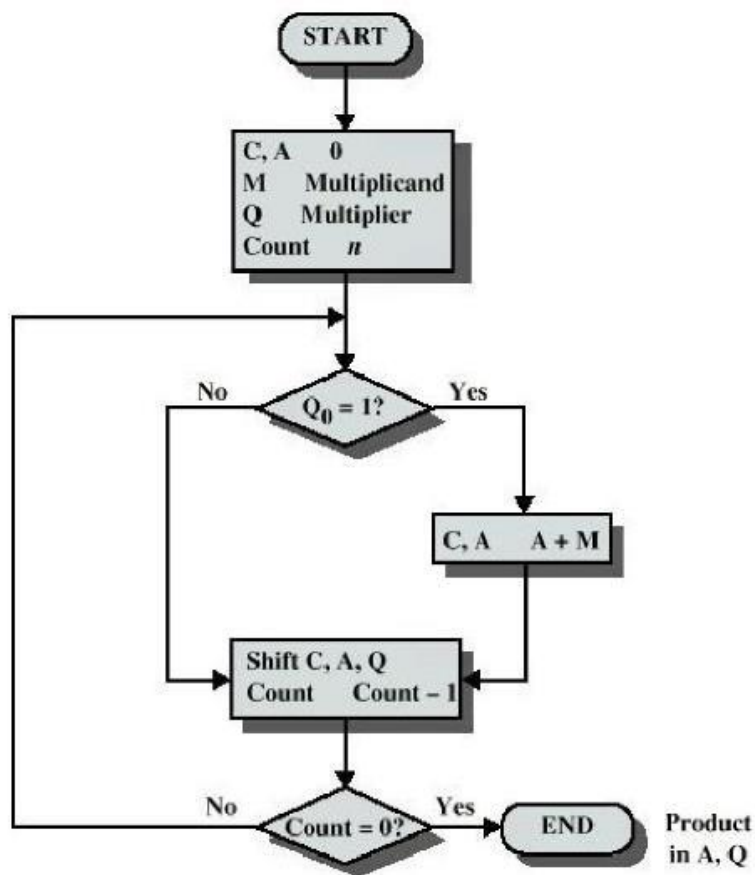 START
C, A 0
M Multiplicand
Q Multiplier
Count n
No
Yes
Q₀ = 1?
C, A A + M
Shift C, A, Q
Count Count – 1
No
Yes
Count = 0?
END
Product
in A, Q